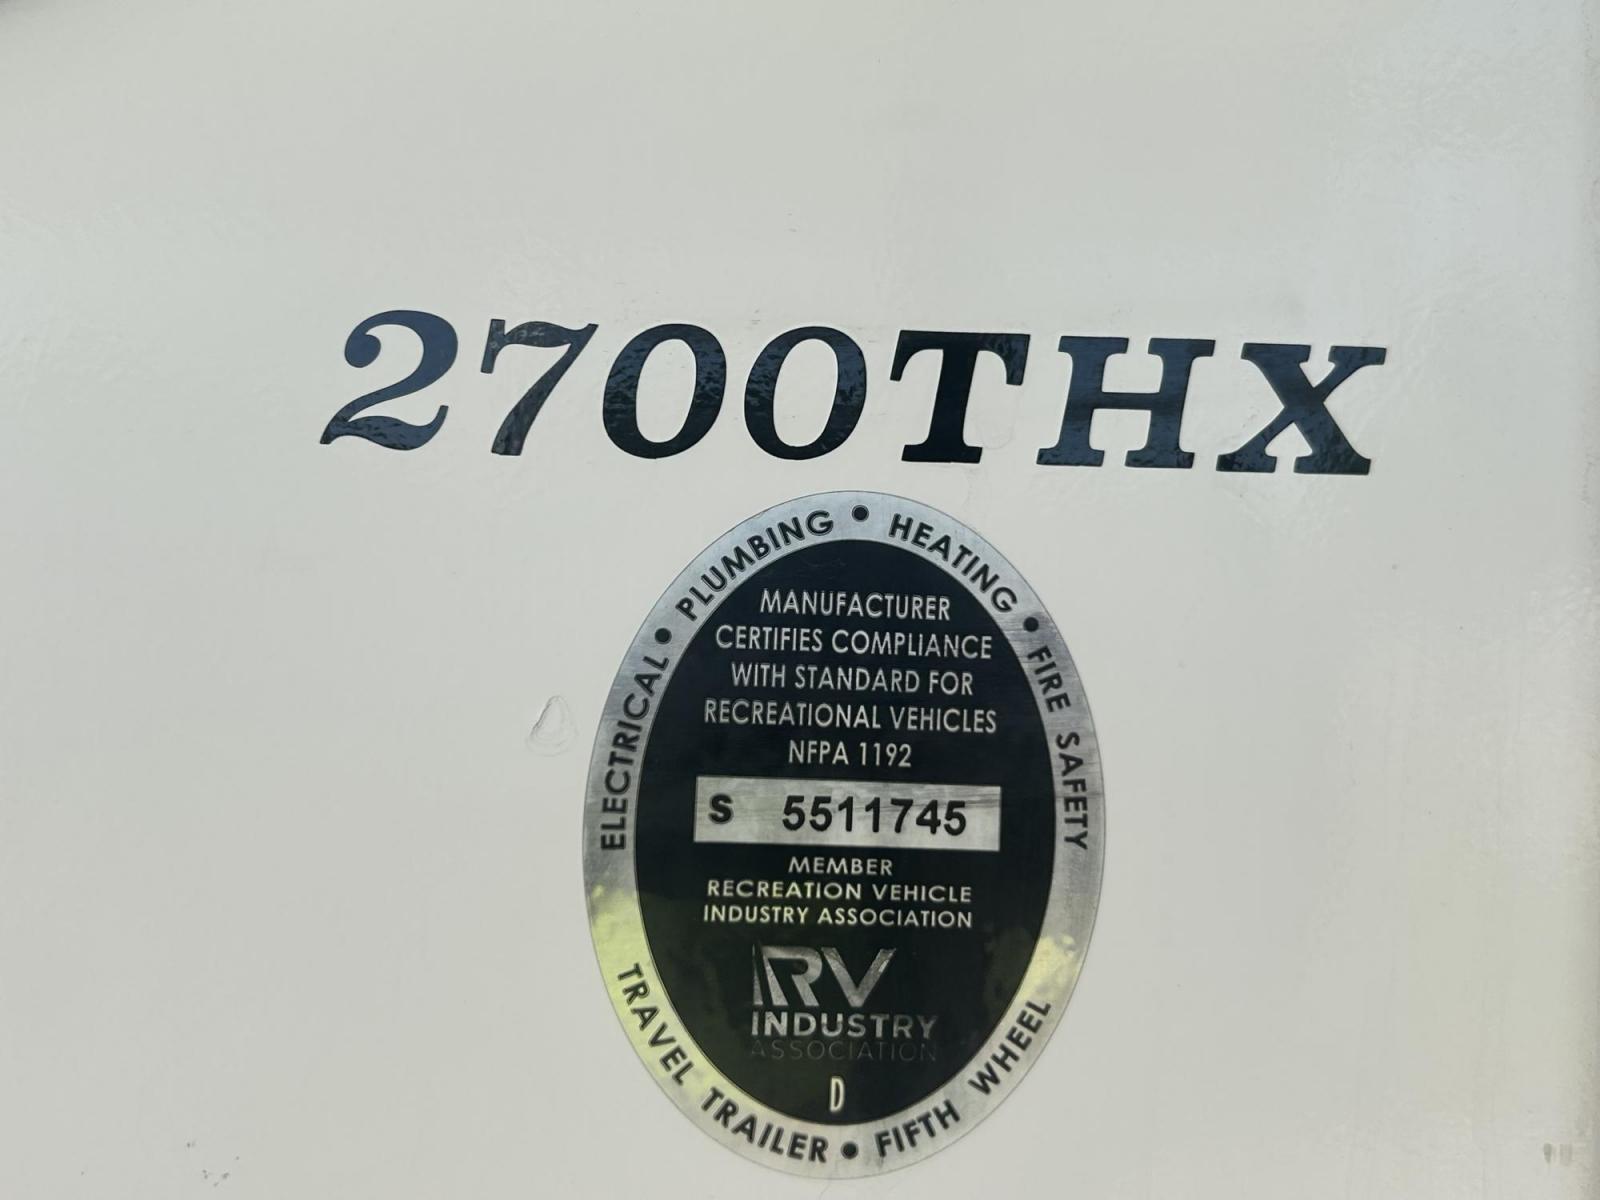 2700THX
ELECTRICAL • PLUMBING • HEATING • FIRE SAFETY
MANUFACTURER
CERTIFIES COMPLIANCE
WITH STANDARD FOR
RECREATIONAL VEHICLES
NFPA 1192
S 5511745
MEMBER
RECREATION VEHICLE
INDUSTRY ASSOCIATION
RV
INDUSTRY
ASSOCIATION
D
TRAVEL TRAILER • FIFTH WHEEL